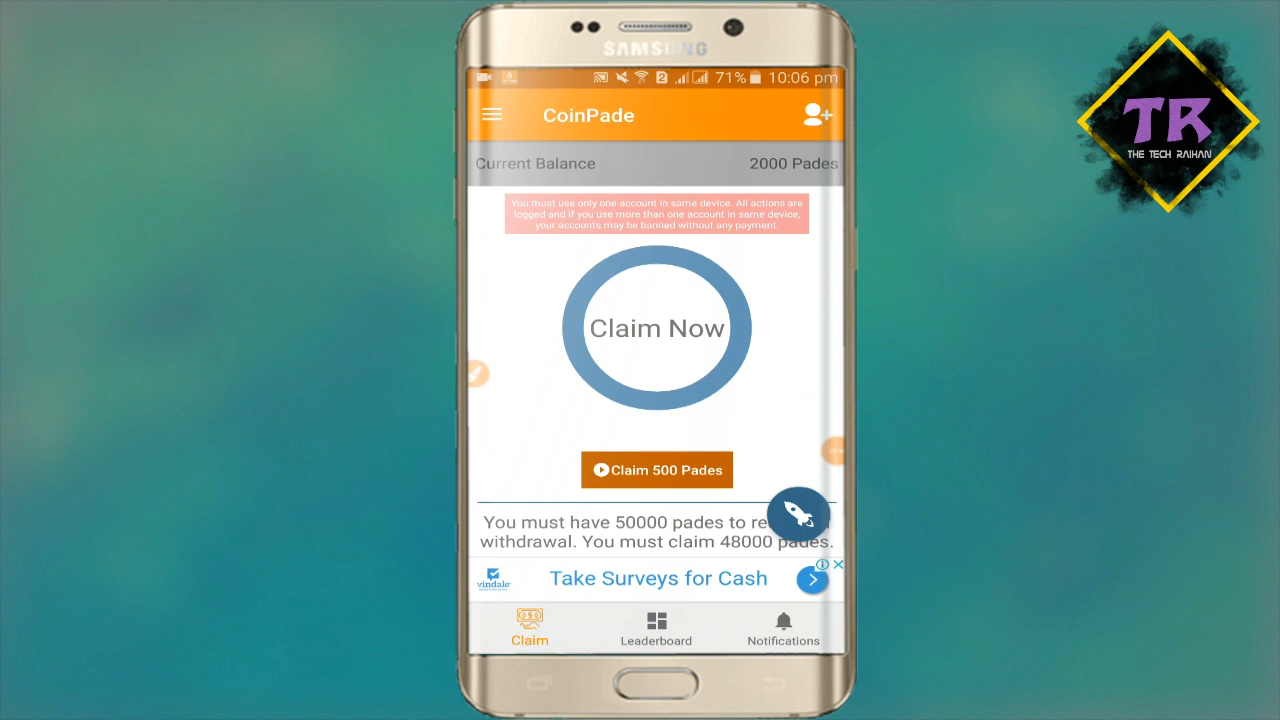 SAMSUNG
2 71% 10:06 pm
CoinPade
Current Balance 2000 Pades
You must use only one account in same device. All actions are
logged and if you use more than one account in same device,
your accounts may be banned without any payment.
Claim Now
Claim 500 Pades
You must have 50000 pades to
withdrawal. You must claim 48000 pades.
vindale
Take Surveys for Cash
Claim Leaderboard Notifications
TR
THE TECH RAIHAN